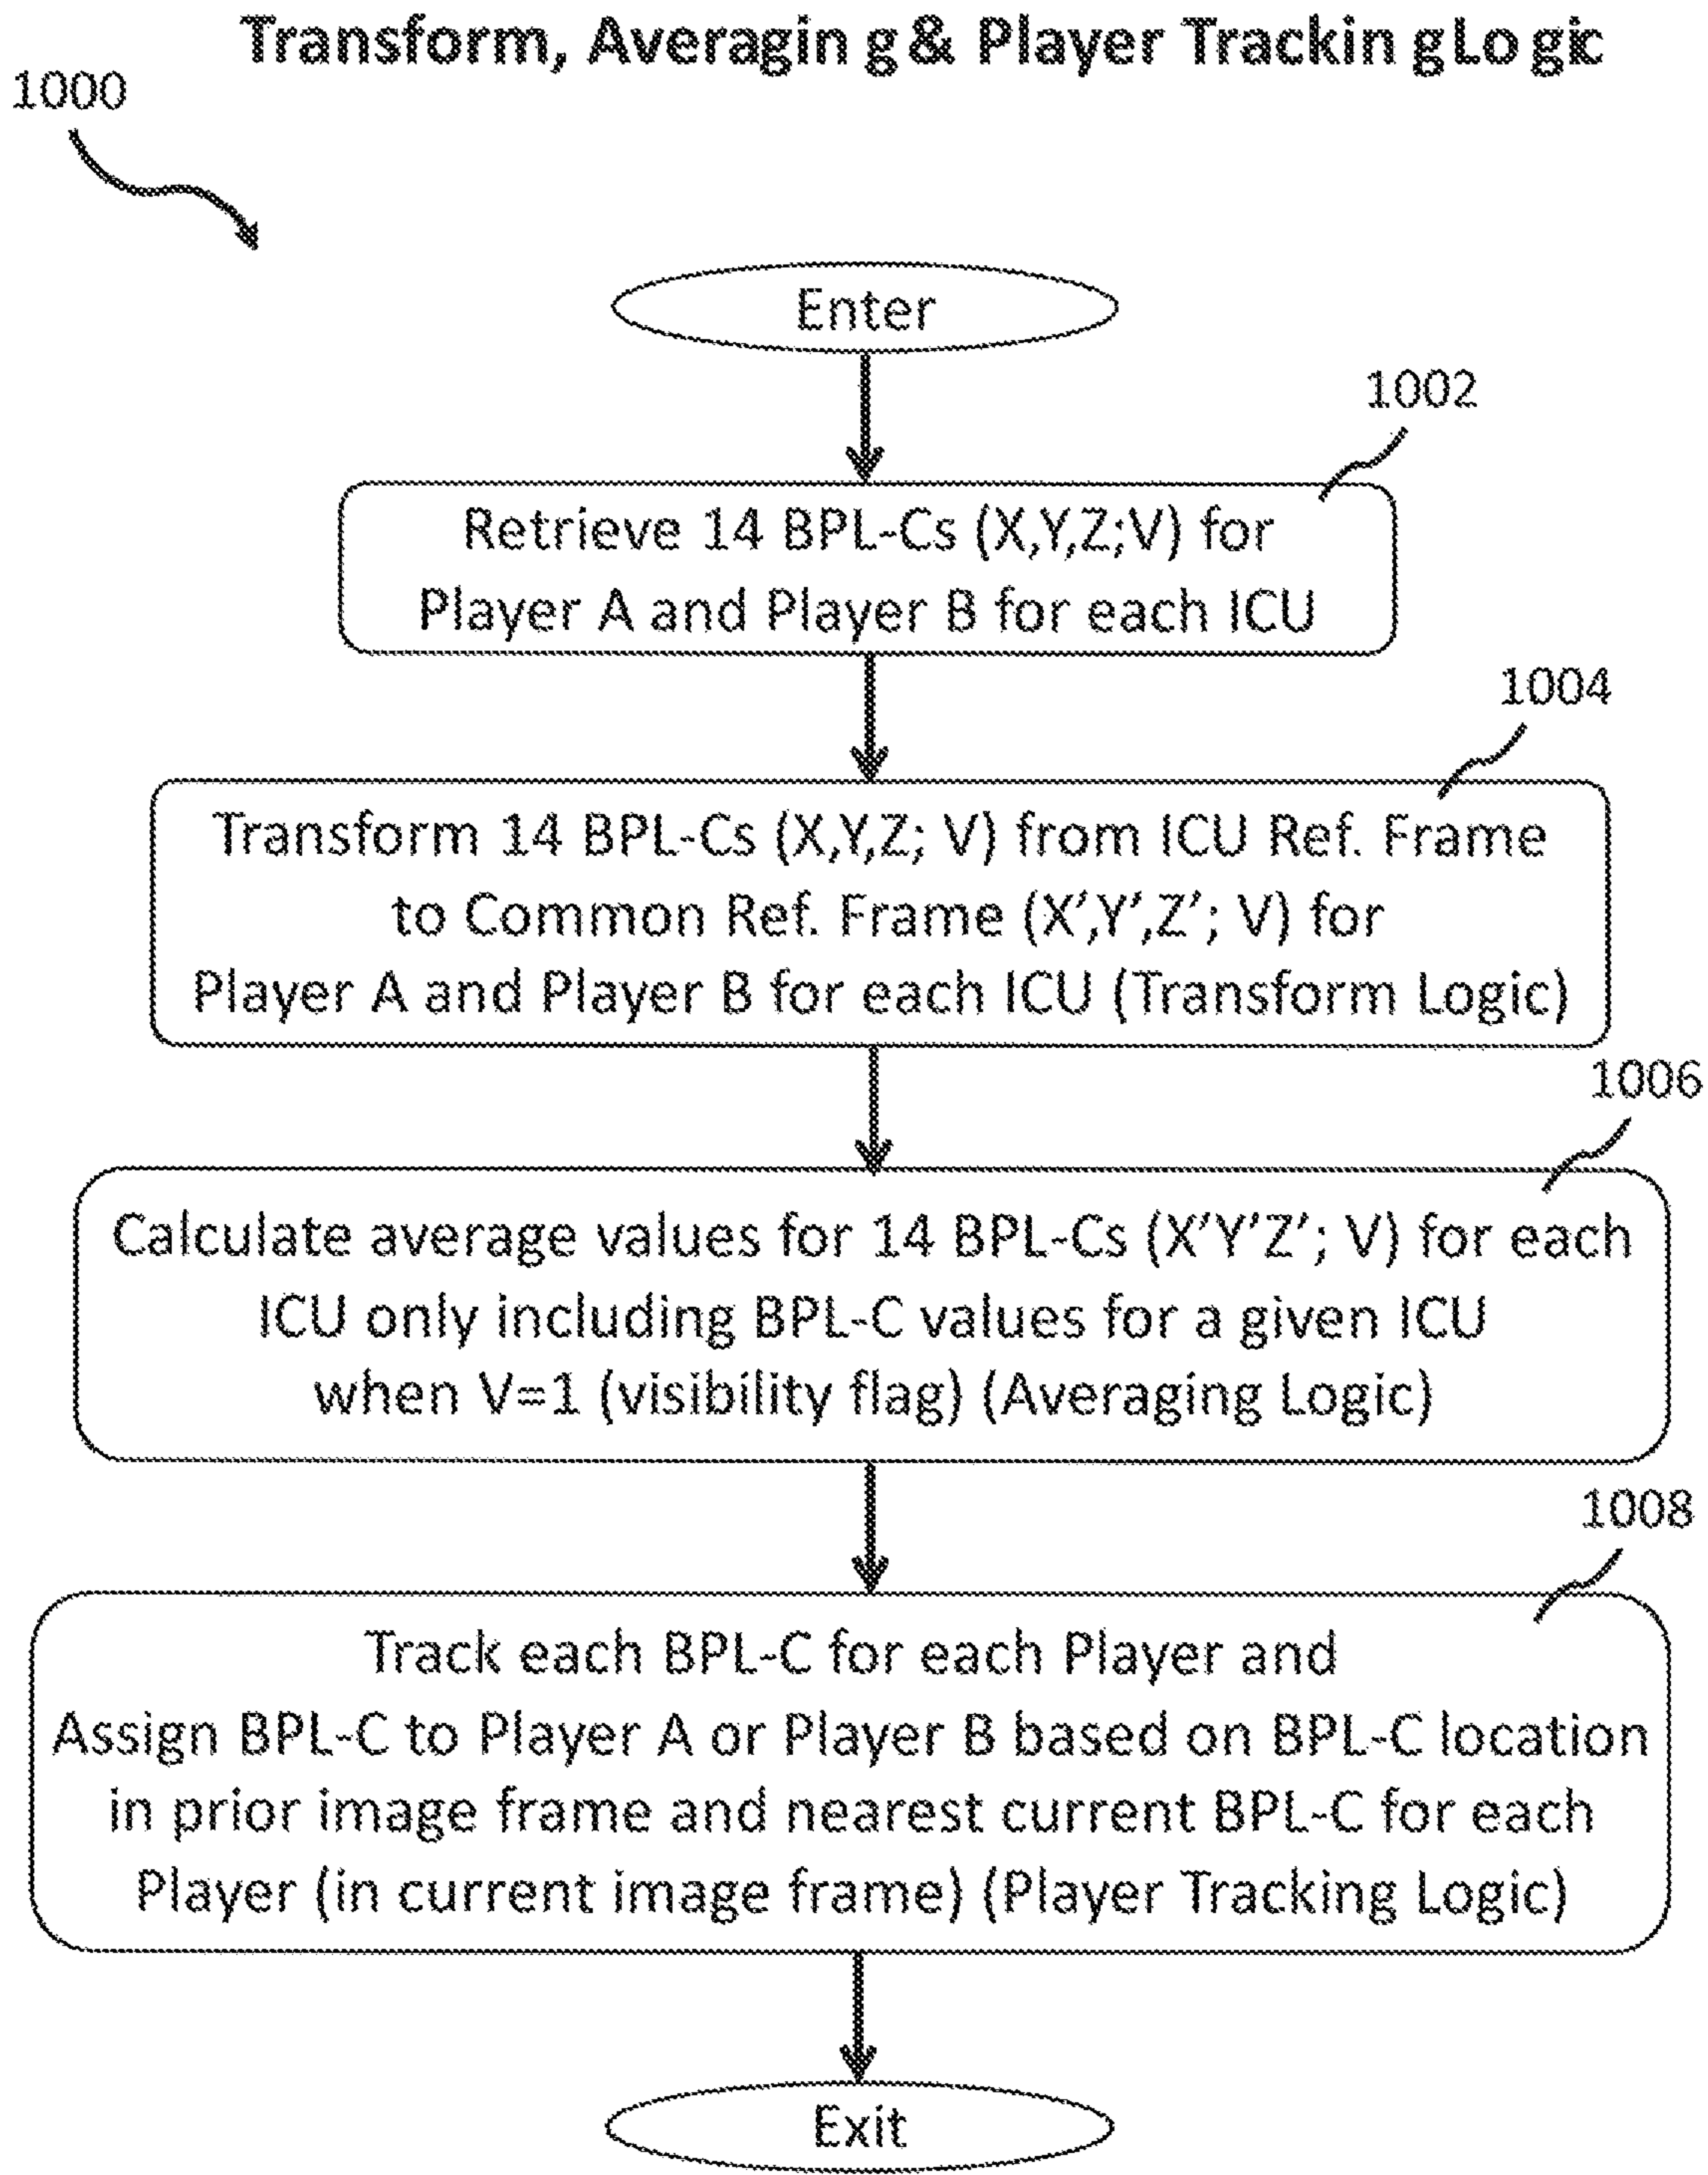 Transform, Averaging & Player Tracking Logic
1000
Enter
1002
Retrieve 14 BPL-Cs (X,Y,Z;V) for
Player A and Player B for each ICU
1004
Transform 14 BPL-Cs (X,Y,Z; V) from ICU Ref. Frame
to Common Ref. Frame (X’,Y’,Z’; V) for
Player A and Player B for each ICU (Transform Logic)
1006
Calculate average values for 14 BPL-Cs (X’Y’Z’; V) for each
ICU only including BPL-C values for a given ICU
when V=1 (visibility flag) (Averaging Logic)
1008
Track each BPL-C for each Player and
Assign BPL-C to Player A or Player B based on BPL-C location
in prior image frame and nearest current BPL-C for each
Player (in current image frame) (Player Tracking Logic)
Exit